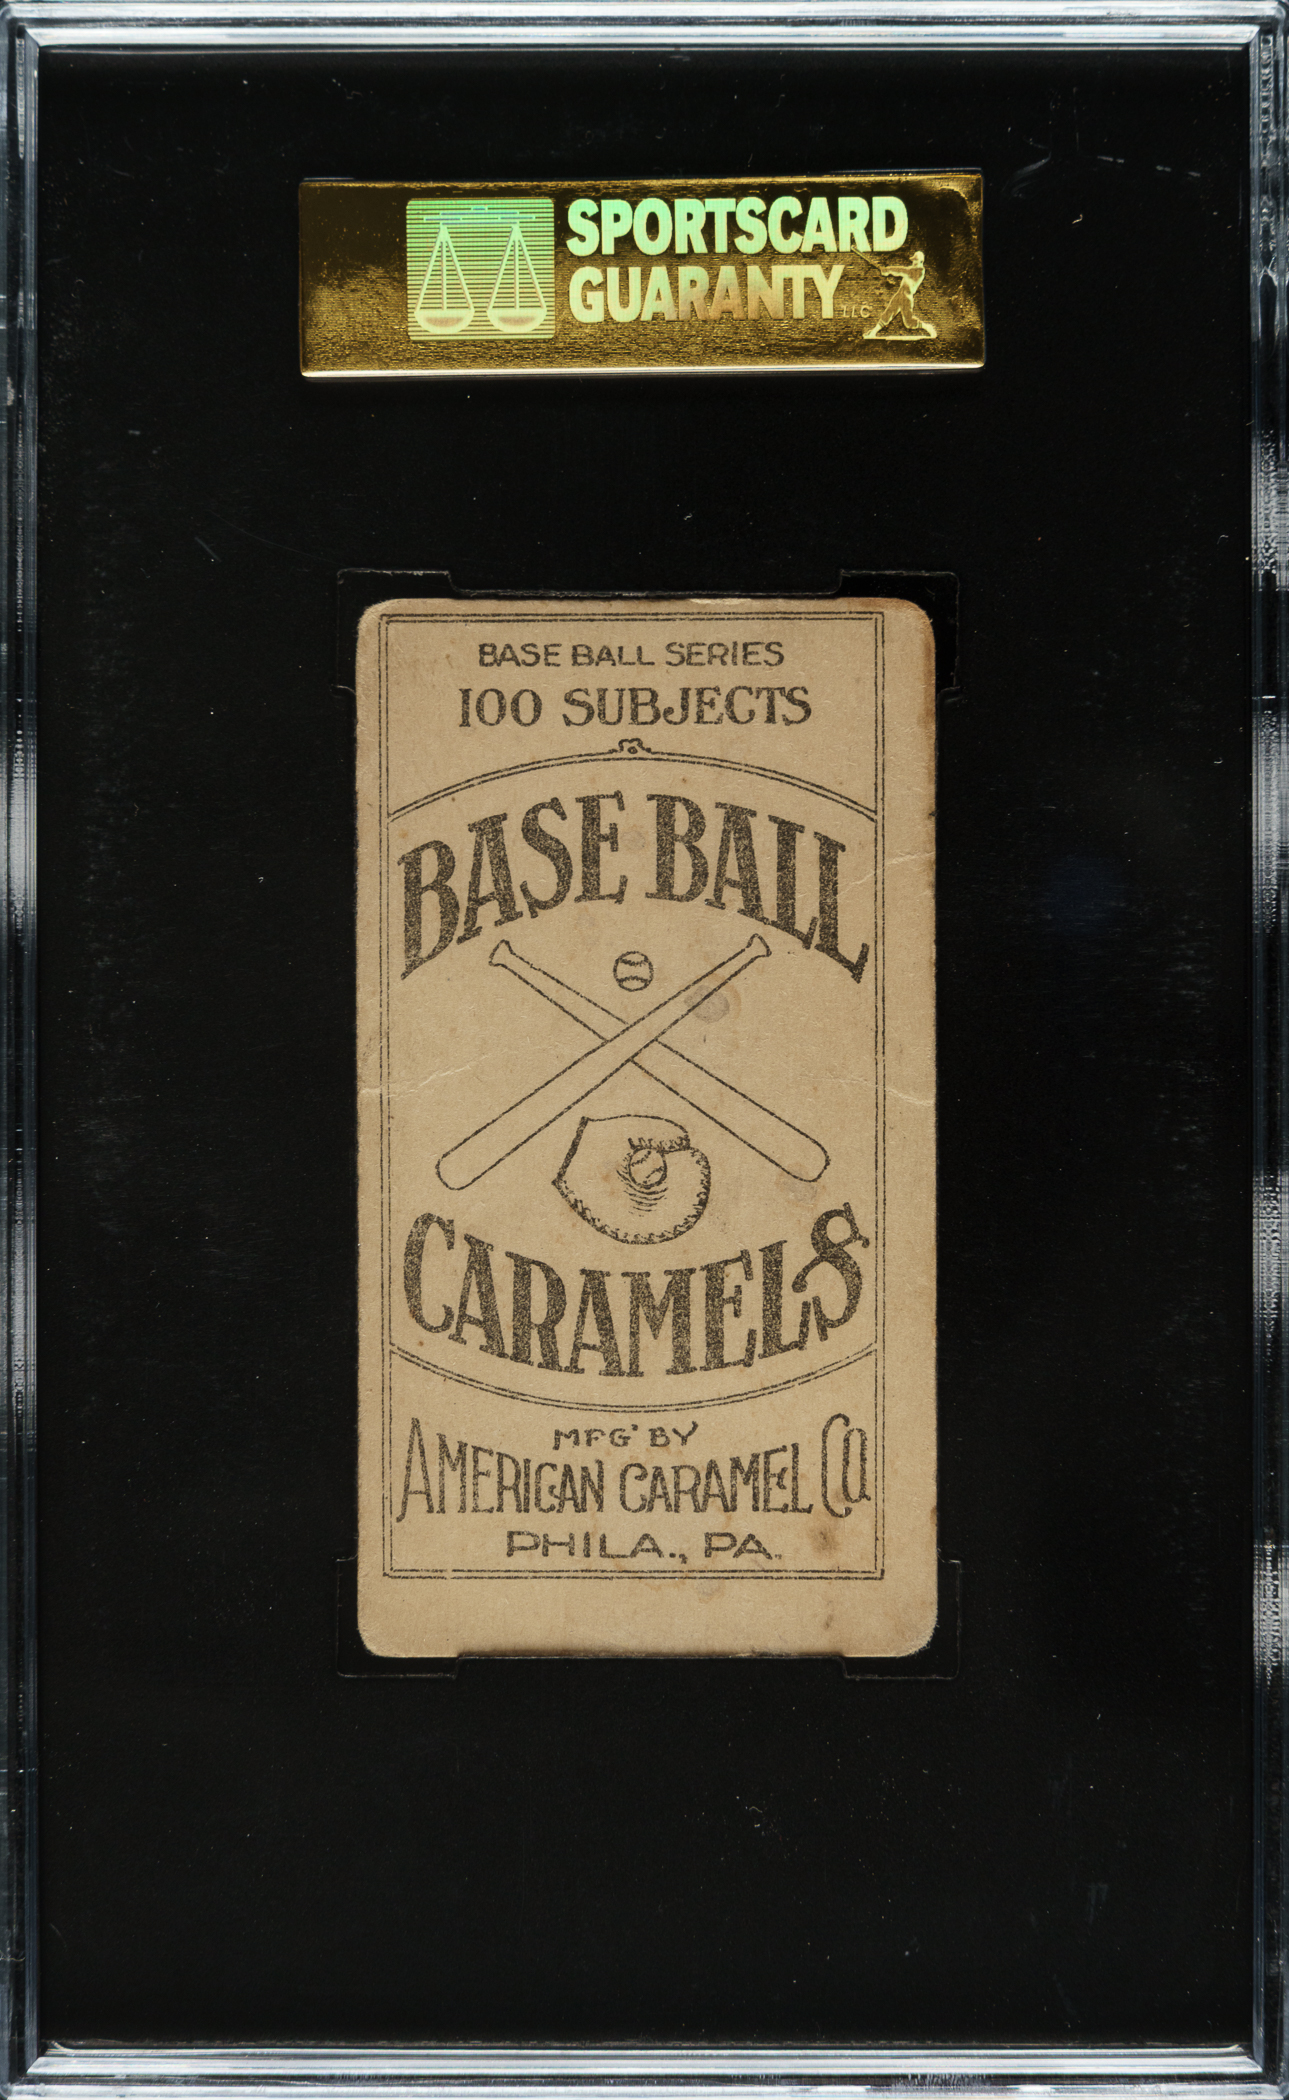 SPORTSCARD
GUARANTY LLC
BASE BALL SERIES
100 SUBJECTS
BASE BALL
CARAMELS
MFG' BY
AMERICAN CARAMEL CO
PHILA., PA.